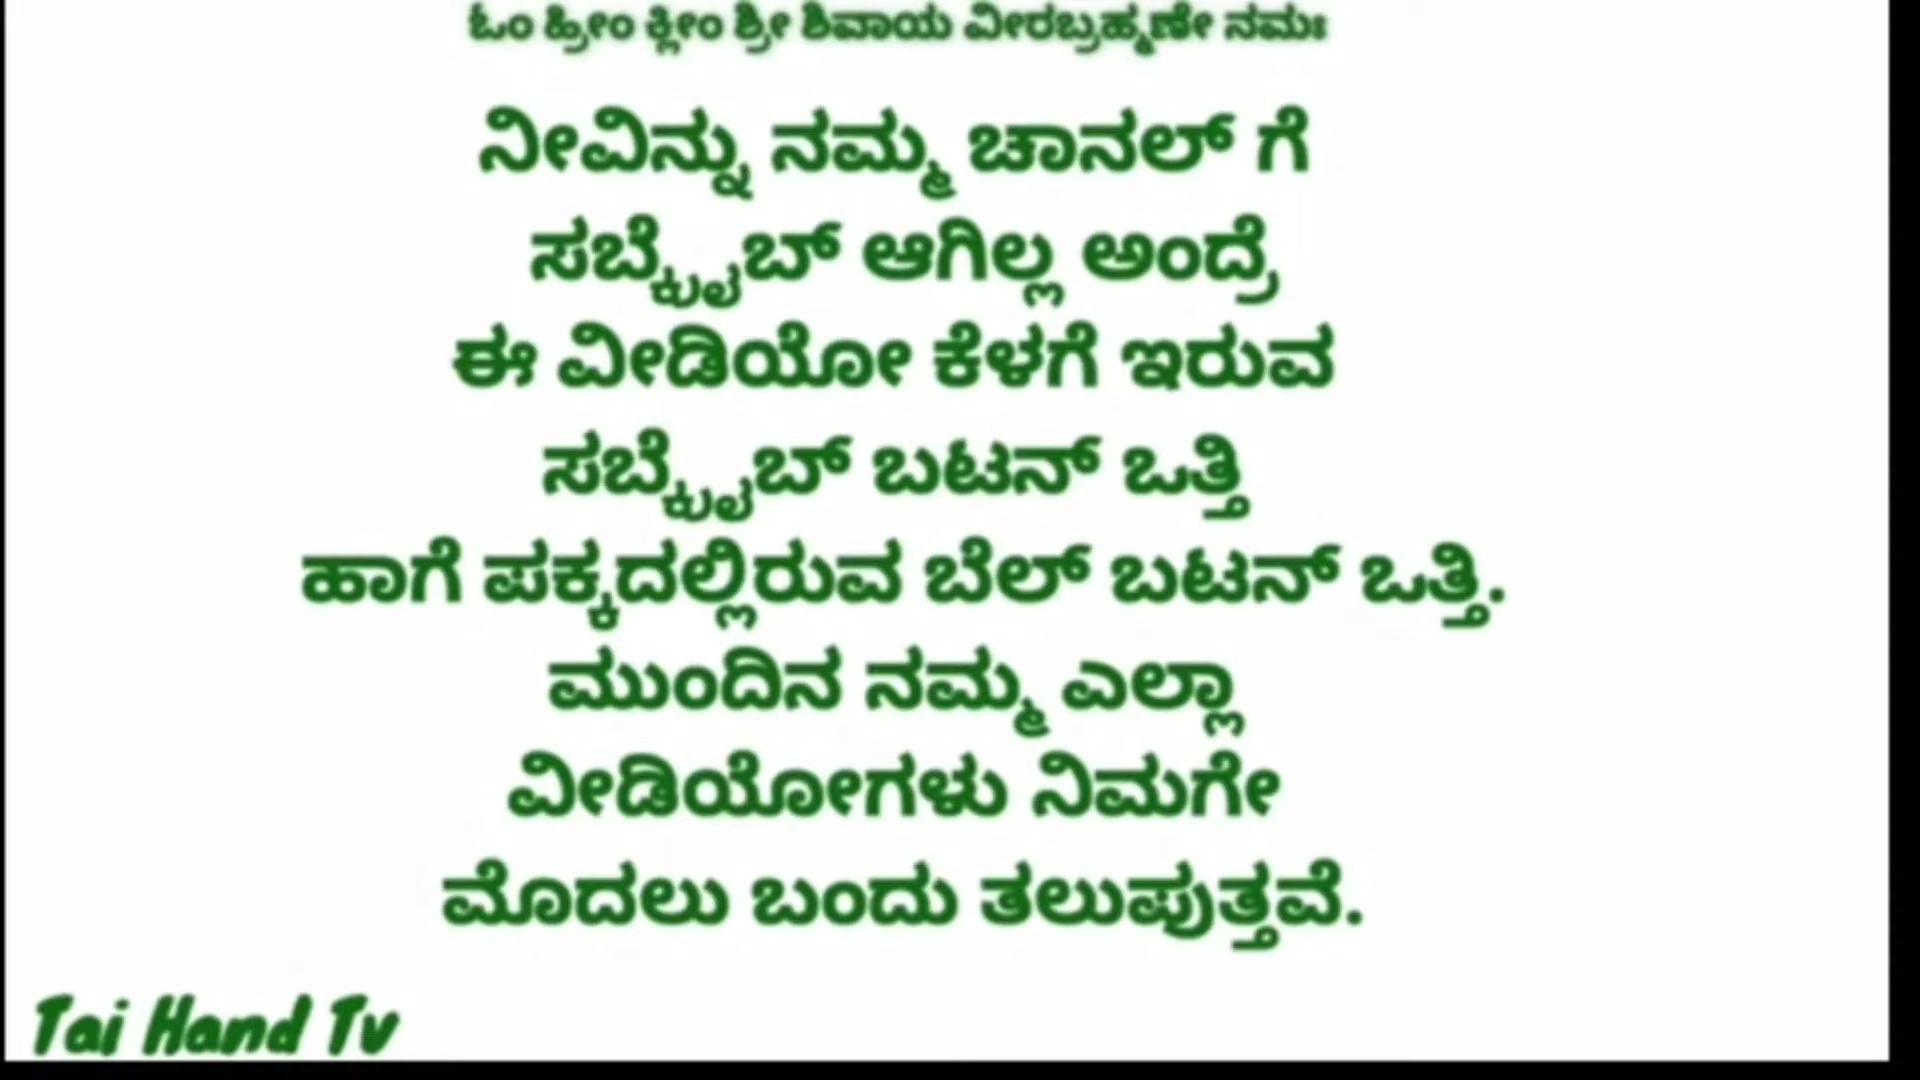 ಓಂ ಹ್ರೀಂ ಕ್ಲೀಂ ಶ್ರೀ ಶಿವಾಯ ವೀರಬ್ರಹ್ಮಣೇ ನಮಃ
ನೀವಿನ್ನು ನಮ್ಮ ಚಾನಲ್ ಗೆ
ಸಬ್ಸ್ಕ್ರೈಬ್ ಆಗಿಲ್ಲ ಅಂದ್ರೆ
ಈ ವೀಡಿಯೋ ಕೆಳಗೆ ಇರುವ
ಸಬ್ಸ್ಕ್ರೈಬ್ ಬಟನ್ ಒತ್ತಿ
ಹಾಗೆ ಪಕ್ಕದಲ್ಲಿರುವ ಬೆಲ್ ಬಟನ್ ಒತ್ತಿ.
ಮುಂದಿನ ನಮ್ಮ ಎಲ್ಲಾ
ವೀಡಿಯೋಗಳು ನಿಮಗೇ
ಮೊದಲು ಬಂದು ತಲುಪುತ್ತವೆ.
Tai Hand Tv